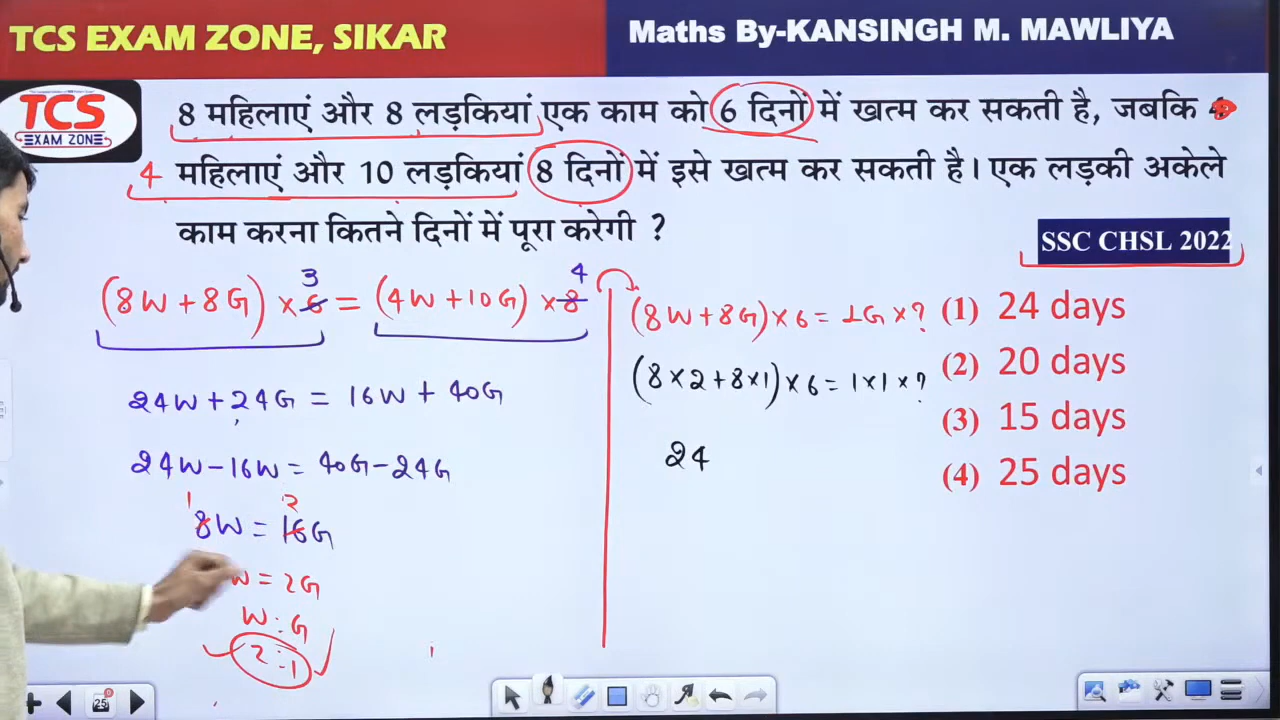 TCS EXAM ZONE, SIKAR
Maths By-KANSINGH M. MAWLIYA
TCS
EXAM ZONE
8 महिलाएं और 8 लड़कियां एक काम को 6 दिनों में खत्म कर सकती है, जबकि
4 महिलाएं और 10 लड़कियां 8 दिनों में इसे खत्म कर सकती है। एक लड़की अकेले
काम करना कितने दिनों में पूरा करेगी ?
SSC CHSL 2022
3
4
(8W+8G) × 6 = (4W+10G) × 8
24W+24G = 16W+40G
24W-16W = 40G-24G
1 2
8W = 16G
W = 2G
W : G
2 : 1
(8W+8G)×6 = 1G×?
(8×2+8×1)×6 = 1×1×?
24
(1) 24 days
(2) 20 days
(3) 15 days
(4) 25 days
25